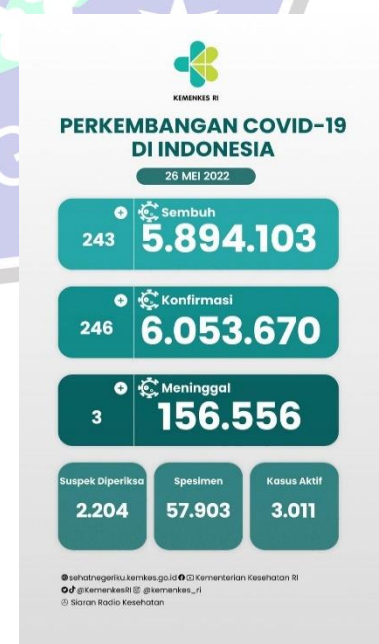 KEMENKES RI
PERKEMBANGAN COVID-19
DI INDONESIA
26 MEI 2022
+ Sembuh
243 5.894.103
+ Konfirmasi
246 6.053.670
+ Meninggal
3 156.556
Suspek Diperiksa Spesimen Kasus Aktif
2.204 57.903 3.011
sehatnegeriku.kemkes.go.id Kementerian Kesehatan RI
@KemenkesRI @kemenkes_ri
Siaran Radio Kesehatan